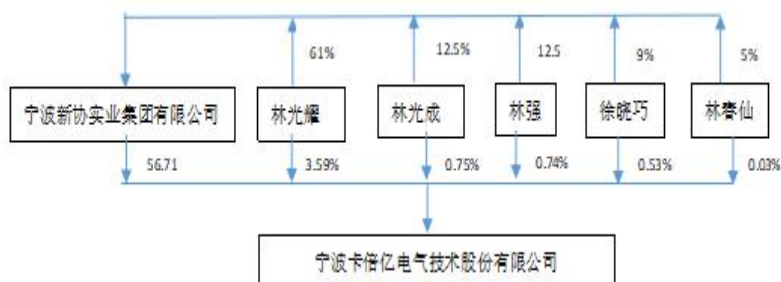 61%
12.5%
12.5
9%
5%
宁波新协实业集团有限公司
林光耀
林光成
林强
徐晓巧
林春仙
56.71
3.59%
0.75%
0.74%
0.53%
0.03%
宁波卡倍亿电气技术股份有限公司